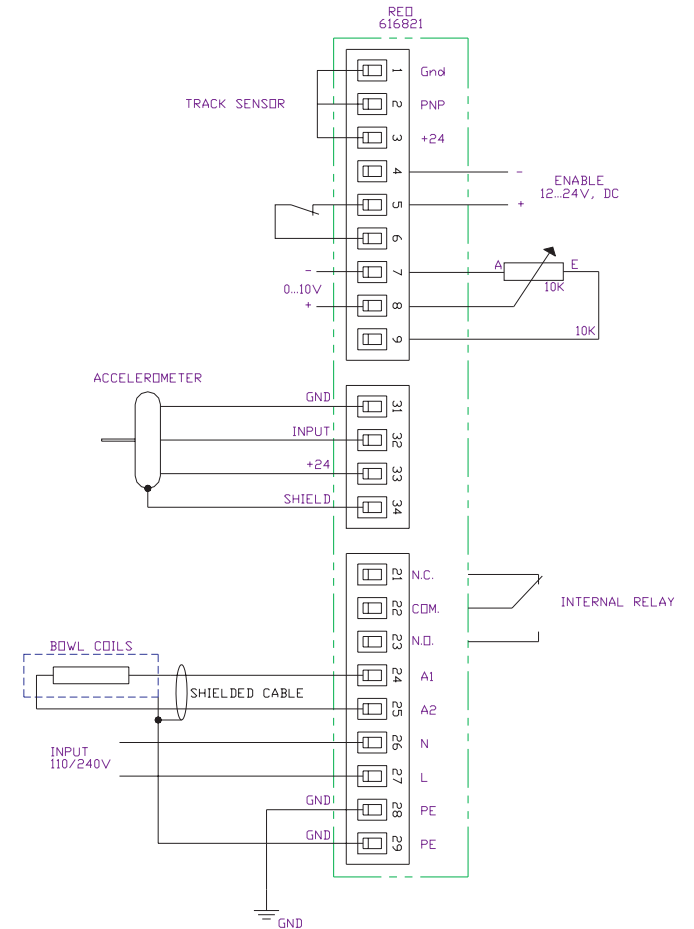 REO
616821
1 Gnd
TRACK SENSOR
2 PNP
3 +24
4 -
ENABLE
12...24V, DC
5 +
6
- 7 A E
0...10V
10K
+ 8
9 10K
ACCELEROMETER
GND 31
INPUT 32
+24 33
SHIELD 34
21 N.C.
22 COM.
INTERNAL RELAY
23 N.O.
BOWL COILS
24 A1
SHIELDED CABLE
25 A2
26 N
INPUT
110/240V
27 L
GND 28 PE
GND 29 PE
GND